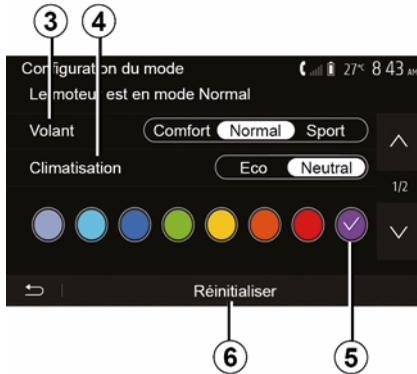 3 4
Configuration du mode 27°C 8 43 AM
Le moteur est en mode Normal
Volant Comfort Normal Sport
Climatisation Eco Neutral
1/2
Réinitialiser
6 5